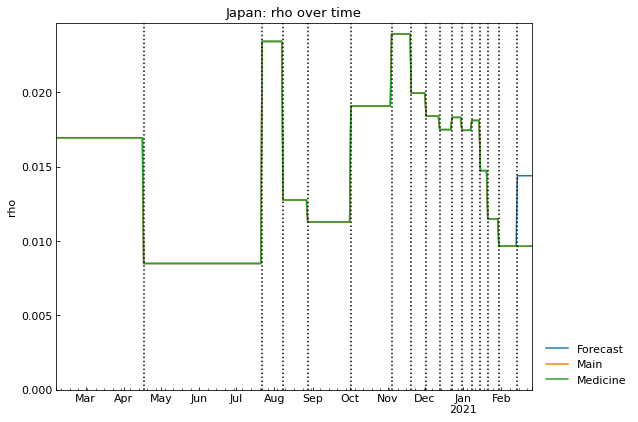 Japan: rho over time
rho
0.020
0.015
0.010
0.005
0.000
Mar Apr May Jun Jul Aug Sep Oct Nov Dec Jan Feb
2021
Forecast
Main
Medicine